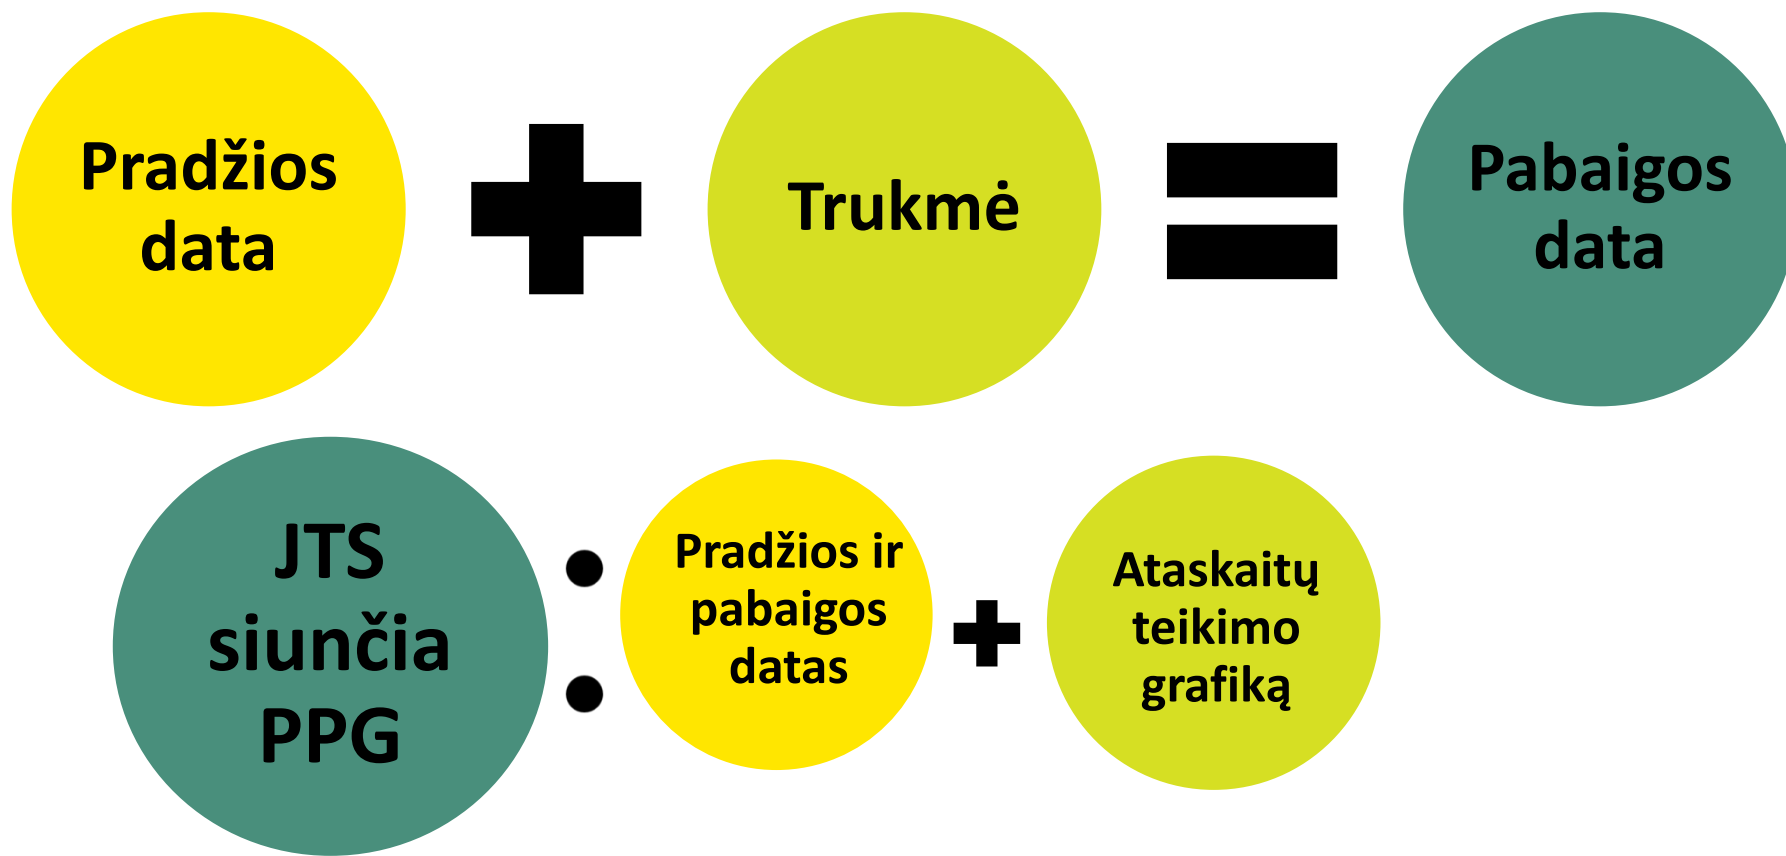 Pradžios
data
Trukmė
Pabaigos
data
JTS
siunčia
PPG
Pradžios ir
pabaigos
datas
Ataskaitų
teikimo
grafiką